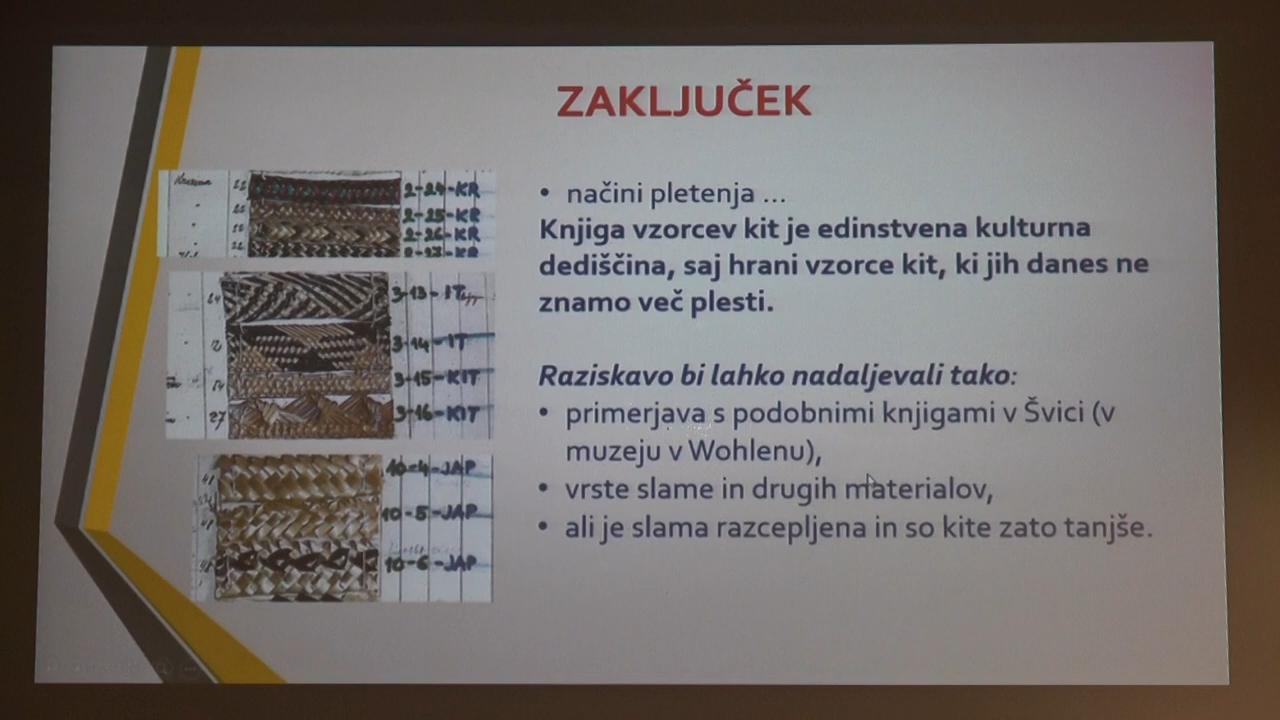 ZAKLJUČEK
• načini pletenja ...
Knjiga vzorcev kit je edinstvena kulturna
dediščina, saj hrani vzorce kit, ki jih danes ne
znamo več plesti.
Raziskavo bi lahko nadaljevali tako:
• primerjava s podobnimi knjigami v Švici (v
muzeju v Wohlenu),
• vrste slame in drugih materialov,
• ali je slama razcepljena in so kite zato tanjše.
2-24-KR
2-25-KR
2-26-KR
2-27-KR
3-13-IT
3-14-IT
3-15-KIT
27 3-16-KIT
10-4-JAP
10-5-JAP
10-6-JAP